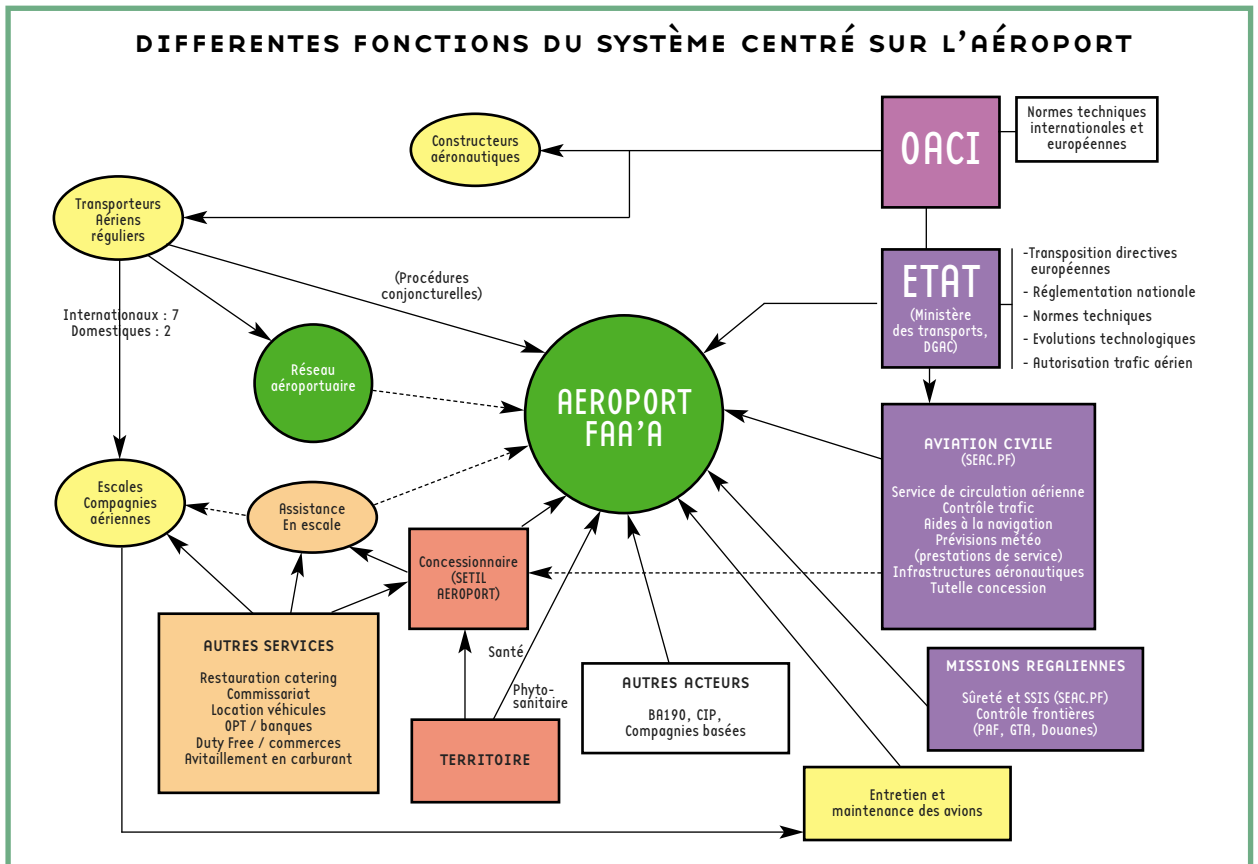 DIFFERENTES FONCTIONS DU SYSTÈME CENTRÉ SUR L'AÉROPORT
Constructeurs
aéronautiques
OACI
Normes techniques
internationales et
européennes
Transporteurs
Aériens
réguliers
ETAT
(Ministère
des transports,
DGAC)
-Transposition directives
européennes
- Réglementation nationale
- Normes techniques
- Evolutions technologiques
- Autorisation trafic aérien
(Procédures
conjoncturelles)
Internationaux : 7
Domestiques : 2
Réseau
aéroportuaire
AEROPORT
FAA'A
AVIATION CIVILE
(SEAC.PF)
Service de circulation aérienne
Contrôle trafic
Aides à la navigation
Prévisions météo
(prestations de service)
Infrastructures aéronautiques
Tutelle concession
Escales
Compagnies
aériennes
Assistance
En escale
Concessionnaire
(SETIL
AEROPORT)
AUTRES SERVICES
Restauration catering
Commissariat
Location véhicules
OPT / banques
Duty Free / commerces
Avitaillement en carburant
Santé
Phyto-
sanitaire
TERRITOIRE
AUTRES ACTEURS
BA190, CIP,
Compagnies basées
MISSIONS REGALIENNES
Sûreté et SSIS (SEAC.PF)
Contrôle frontières
(PAF, GTA, Douanes)
Entretien et
maintenance des avions